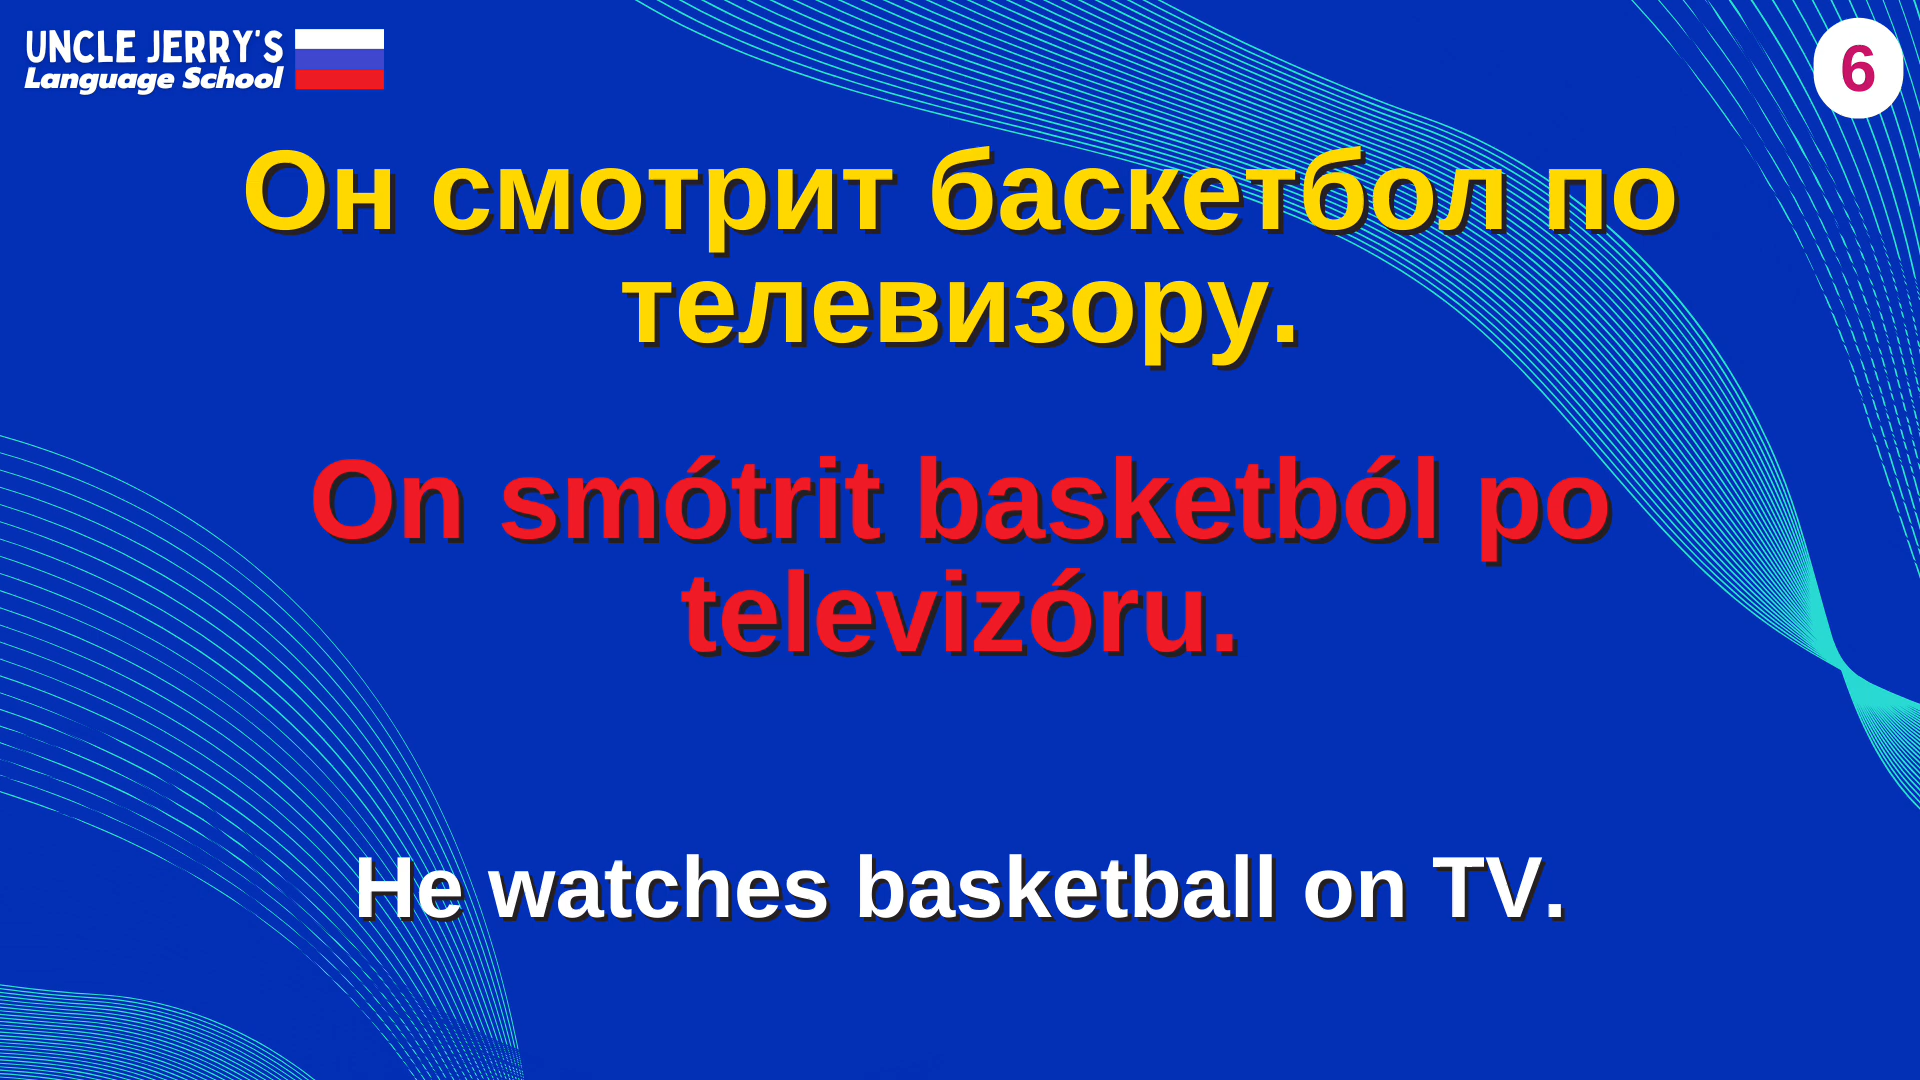 UNCLE JERRY'S
Language School
6
Он смотрит баскетбол по
телевизору.
On smótrit basketból po
televizóru.
He watches basketball on TV.